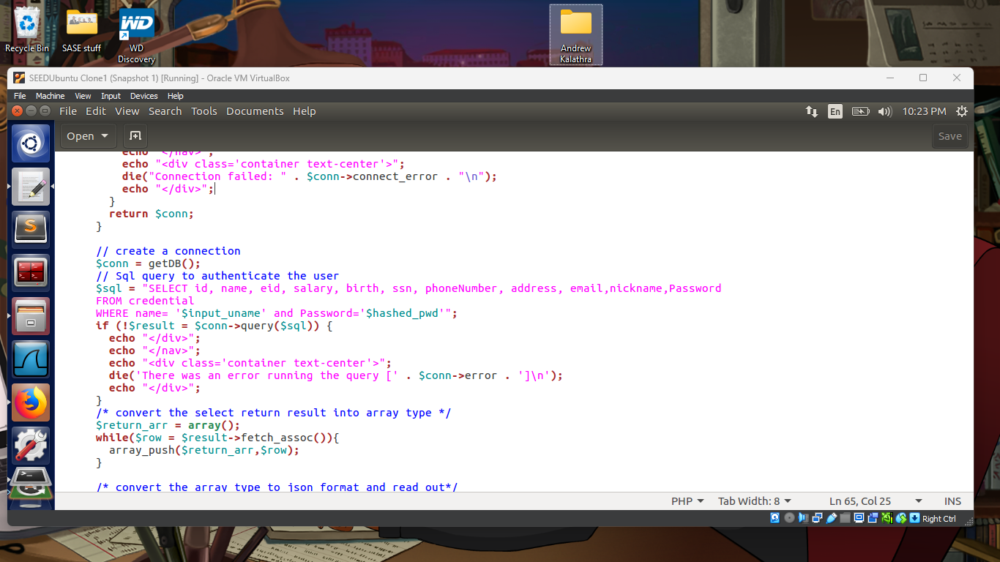 Recycle Bin
SASE stuff
WD
WD
Discovery
Andrew
Kalathra
SEEDUbuntu Clone1 (Snapshot 1) [Running] - Oracle VM VirtualBox
File Machine View Input Devices Help
File Edit View Search Tools Documents Help
En
10:23 PM
Open
Save
echo "</nav>";
echo "<div class='container text-center'>";
die("Connection failed: " . $conn->connect_error . "\n");
echo "</div>";
}
return $conn;
}
// create a connection
$conn = getDB();
// Sql query to authenticate the user
$sql = "SELECT id, name, eid, salary, birth, ssn, phoneNumber, address, email,nickname,Password
FROM credential
WHERE name= '$input_uname' and Password='$hashed_pwd'";
if (!$result = $conn->query($sql)) {
echo "</div>";
echo "</nav>";
echo "<div class='container text-center'>";
die('There was an error running the query [' . $conn->error . ']\n');
echo "</div>";
}
/* convert the select return result into array type */
$return_arr = array();
while($row = $result->fetch_assoc()){
array_push($return_arr,$row);
}
/* convert the array type to json format and read out*/
PHP Tab Width: 8 Ln 65, Col 25 INS
Right Ctrl